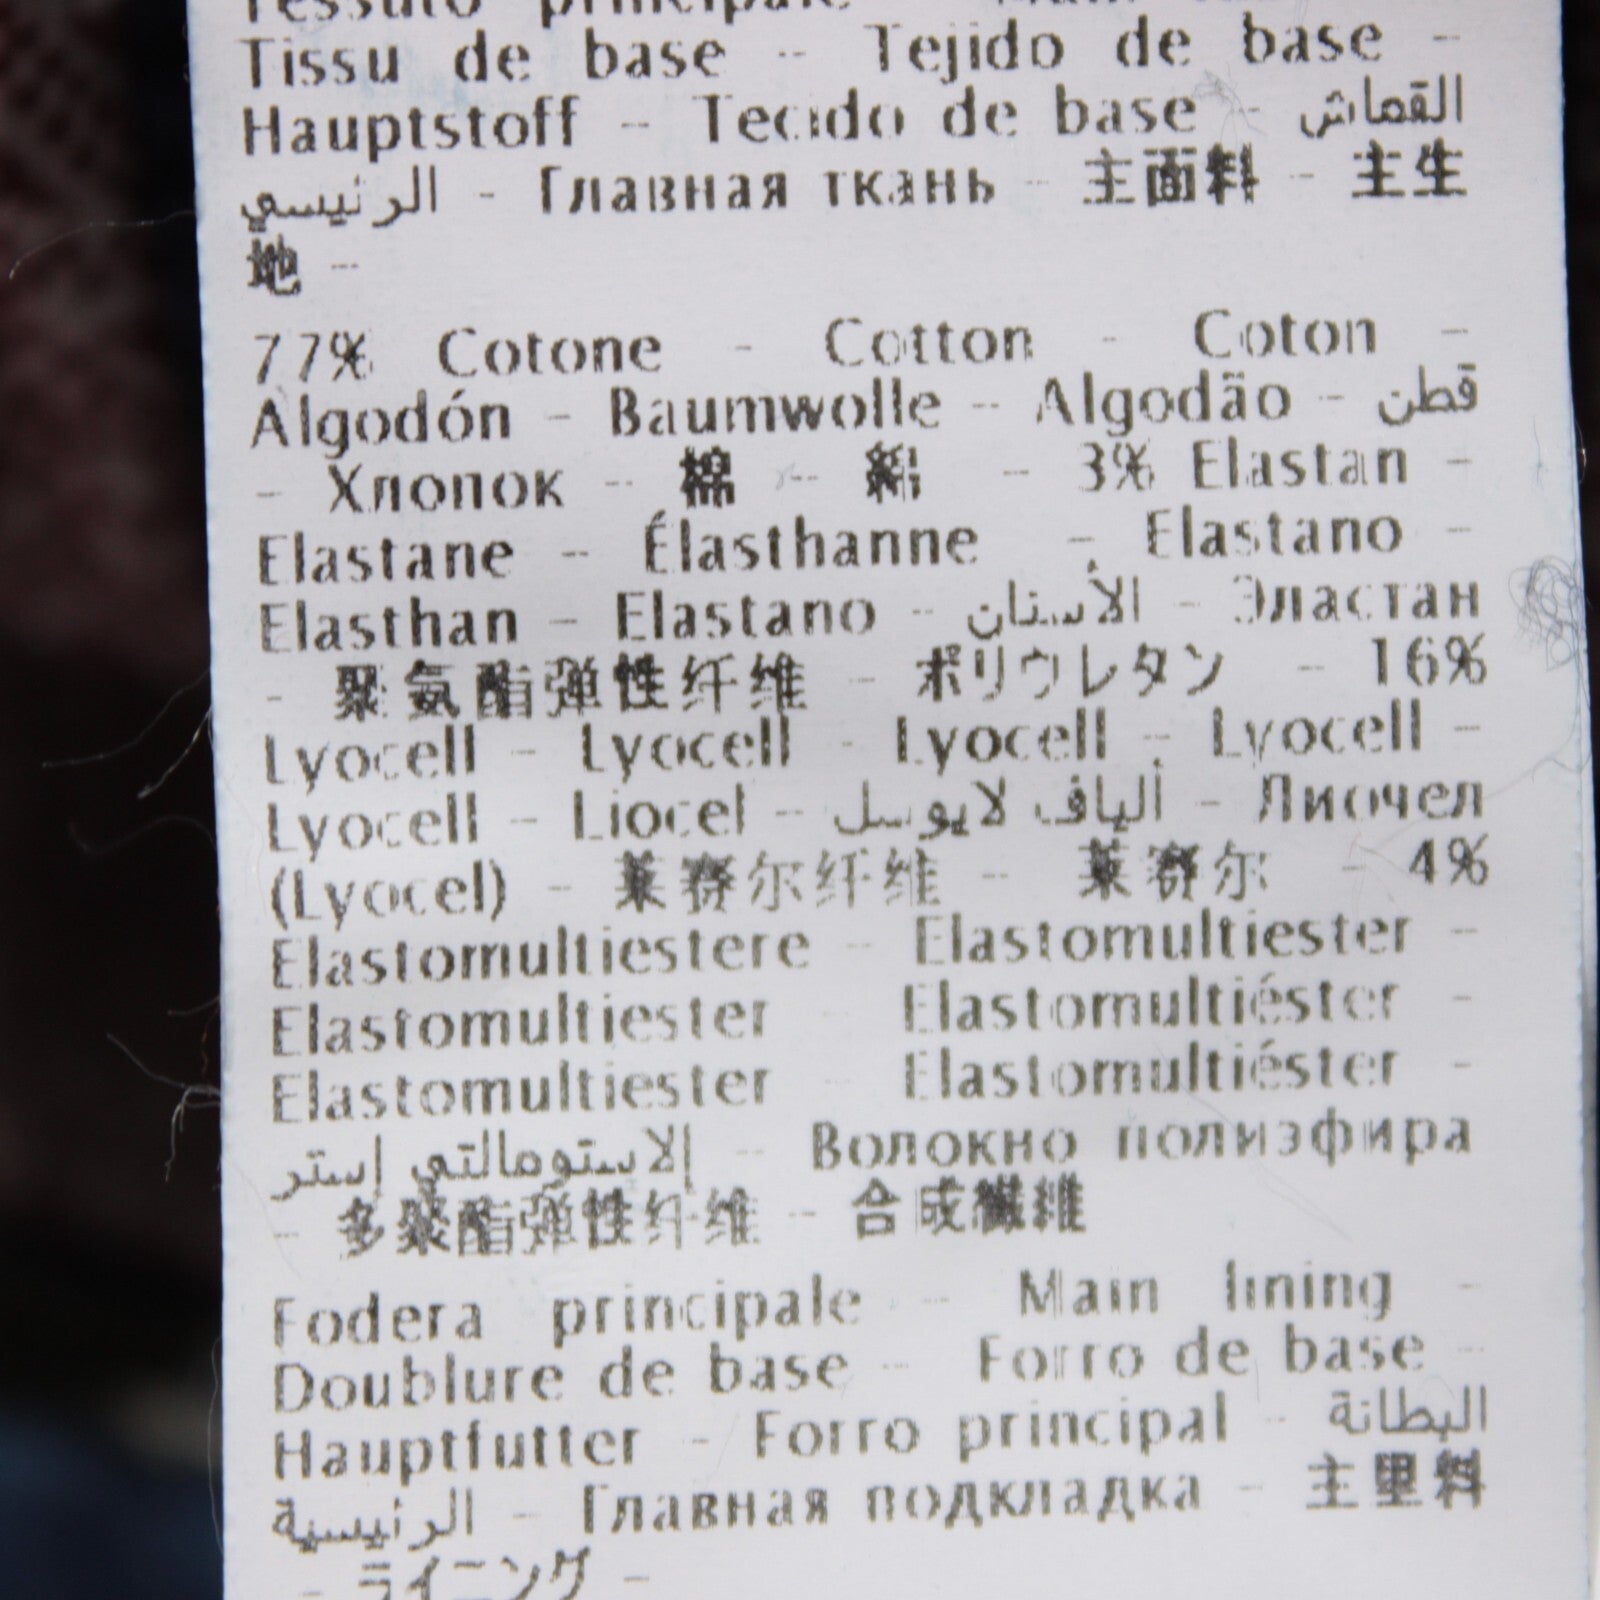 Tessuto principale - Main
Tissu de base - Tejido de base -
Hauptstoff - Tecido de base - القماش
الرئيسي - Главная ткань - 主面料 - 主生
地 -
77% Cotone - Cotton - Coton -
Algodón - Baumwolle - Algodão - قطن
- Хлопок - 棉 - 綿 - 3% Elastan -
Elastane - Élasthanne - Elastano -
Elasthan - Elastano - الأستان - Эластан
- 聚氨酯弹性纤维 - ポリウレタン - 16%
Lyocell - Lyocell - Lyocell - Lyocell -
Lyocell - Liocel - ألياف لايوسل - Лиочел
(Lyocel) - 莱赛尔纤维 - 莱赛尔 - 4%
Elastomultiestere - Elastomultiester -
Elastomultiester - Elastomultiéster -
Elastomultiester - Elastomultiéster -
إلاستومالتي إستر - Волокно полиэфира
- 多聚酯弹性纤维 - 合成繊維
Fodera principale - Main lining -
Doublure de base - Forro de base -
Hauptfutter - Forro principal - البطانة
الرئيسية - Главная подкладка - 主里料
- ライニング -